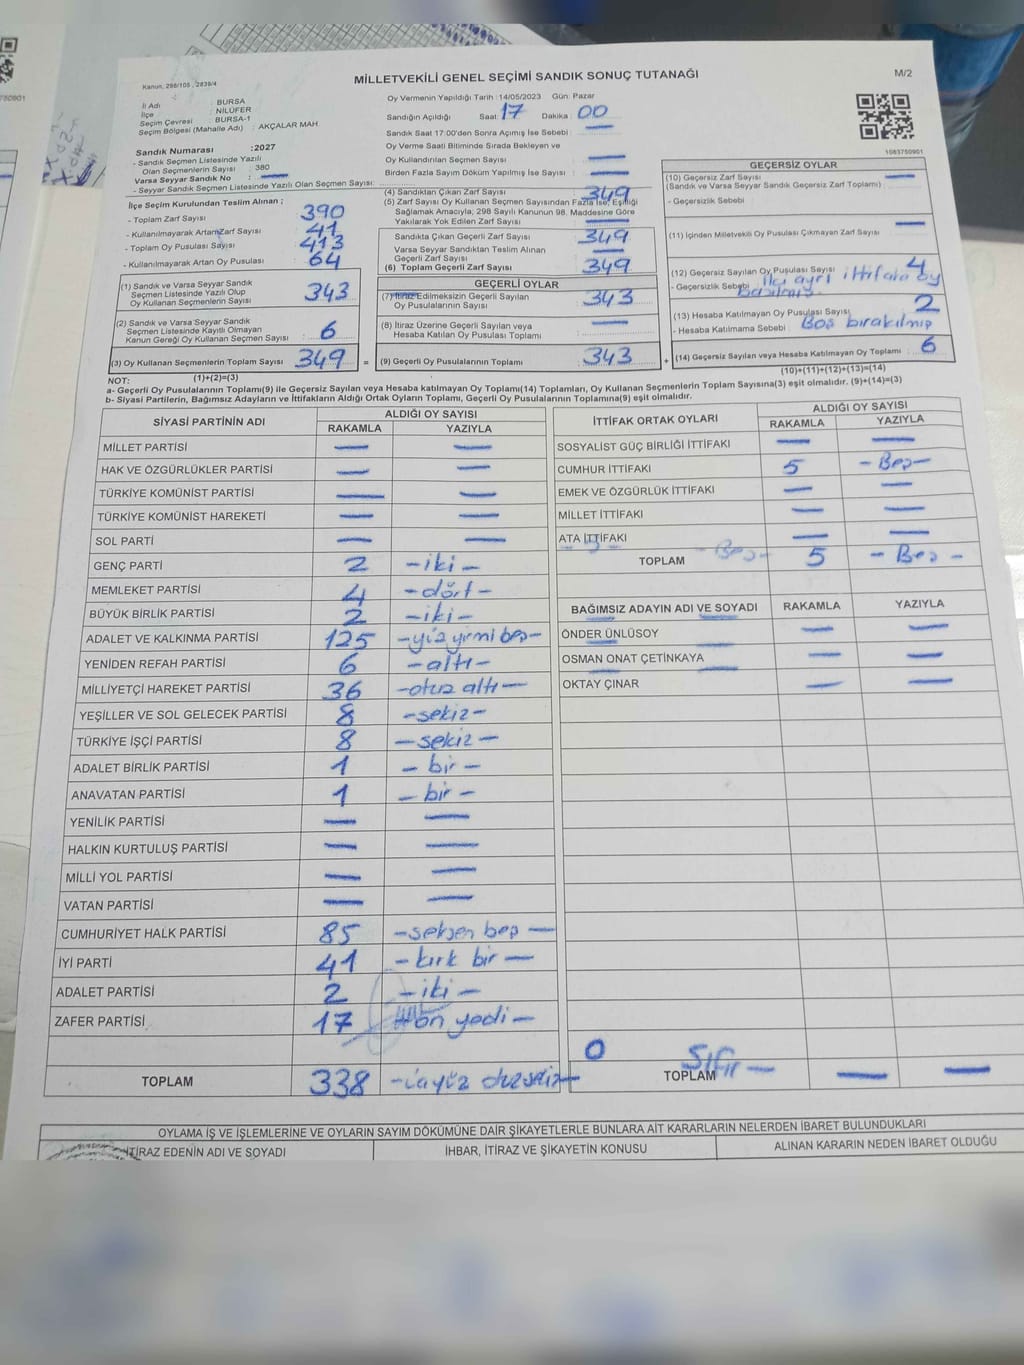 Kanun, 298/105 , 2839/4
MİLLETVEKİLİ GENEL SEÇİMİ SANDIK SONUÇ TUTANAĞI
M/2
İl Adı : BURSA
İlçe : NİLÜFER
Seçim Çevresi : BURSA-1
Seçim Bölgesi (Mahalle Adı) : AKÇALAR MAH.
Sandık Numarası :2027
- Sandık Seçmen Listesinde Yazılı
Olan Seçmenlerin Sayısı : 380
Varsa Seyyar Sandık No : —
- Seyyar Sandık Seçmen Listesinde Yazılı Olan Seçmen Sayısı:
Oy Vermenin Yapıldığı Tarih :14/05/2023 Gün: Pazar
Sandığın Açıldığı Saat: 17 Dakika : 00
Sandık Saat 17:00'den Sonra Açımış İse Sebebi : —
Oy Verme Saati Bitiminde Sırada Bekleyen ve
Oy Kullandırılan Seçmen Sayısı —
Birden Fazla Sayım Döküm Yapılmış İse Sayısı : —
1083750901
İlçe Seçim Kurulundan Teslim Alınan ;
- Toplam Zarf Sayısı 390
- Kullanılmayarak Artan Zarf Sayısı 41
- Toplam Oy Pusulası Sayısı 413
- Kullanılmayarak Artan Oy Pusulası 64
(4) Sandıktan Çıkan Zarf Sayısı 349
(5) Zarf Sayısı Oy Kullanan Seçmen Sayısından Fazla İse, Eşitliği
Sağlamak Amacıyla; 298 Sayılı Kanunun 98. Maddesine Göre
Yakılarak Yok Edilen Zarf Sayısı —
Sandıkta Çıkan Geçerli Zarf Sayısı 349
Varsa Seyyar Sandıktan Teslim Alınan
Geçerli Zarf Sayısı —
(6) Toplam Geçerli Zarf Sayısı 349
GEÇERSİZ OYLAR
(10) Geçersiz Zarf Sayısı —
(Sandık ve Varsa Seyyar Sandık Geçersiz Zarf Toplamı) :
- Geçersizlik Sebebi :
(11) İçinden Milletvekili Oy Pusulası Çıkmayan Zarf Sayısı —
(12) Geçersiz Sayılan Oy Pusulası Sayısı 4
- Geçersizlik Sebebi : iki ayrı ittifaka oy
(13) Hesaba Katılmayan Oy Pusulası Sayısı 2
- Hesaba Katılmama Sebebi : Boş bırakılmış
(14) Geçersiz Sayılan veya Hesaba Katılmayan Oy Toplamı 6
(10)+(11)+(12)+(13)=(14)
(1) Sandık ve Varsa Seyyar Sandık
Seçmen Listesinde Yazılı Olup
Oy Kullanan Seçmenlerin Sayısı 343
(2) Sandık ve Varsa Seyyar Sandık
Seçmen Listesinde Kayıtlı Olmayan
Kanun Gereği Oy Kullanan Seçmen Sayısı 6
(3) Oy Kullanan Seçmenlerin Toplam Sayısı 349 =
(1)+(2)=(3)
GEÇERLİ OYLAR
(7) İtiraz Edilmeksizin Geçerli Sayılan
Oy Pusulalarının Sayısı 343
(8) İtiraz Üzerine Geçerli Sayılan veya
Hesaba Katılan Oy Pusulası Toplamı —
(9) Geçerli Oy Pusulalarının Toplamı 343 +
NOT:
a- Geçerli Oy Pusulalarının Toplamı(9) ile Geçersiz Sayılan veya Hesaba katılmayan Oy Toplamı(14) Toplamları, Oy Kullanan Seçmenlerin Toplam Sayısına(3) eşit olmalıdır. (9)+(14)=(3)
b- Siyasi Partilerin, Bağımsız Adayların ve İttifakların Aldığı Ortak Oyların Toplamı, Geçerli Oy Pusulalarının Toplamına(9) eşit olmalıdır.
SİYASİ PARTİNİN ADI ALDIĞI OY SAYISI
RAKAMLA YAZIYLA
MİLLET PARTİSİ — —
HAK VE ÖZGÜRLÜKLER PARTİSİ — —
TÜRKİYE KOMÜNİST PARTİSİ — —
TÜRKİYE KOMÜNİST HAREKETİ — —
SOL PARTİ — —
GENÇ PARTİ 2 -iki-
MEMLEKET PARTİSİ 4 -dört-
BÜYÜK BİRLİK PARTİSİ 2 -iki-
ADALET VE KALKINMA PARTİSİ 125 -yüz yirmi beş-
YENİDEN REFAH PARTİSİ 6 -altı-
MİLLİYETÇİ HAREKET PARTİSİ 36 -otuz altı-
YEŞİLLER VE SOL GELECEK PARTİSİ 8 -sekiz-
TÜRKİYE İŞÇİ PARTİSİ 8 -sekiz-
ADALET BİRLİK PARTİSİ 1 -bir-
ANAVATAN PARTİSİ 1 -bir-
YENİLİK PARTİSİ — —
HALKIN KURTULUŞ PARTİSİ — —
MİLLİ YOL PARTİSİ — —
VATAN PARTİSİ — —
CUMHURİYET HALK PARTİSİ 85 -seksen beş-
İYİ PARTİ 41 -kırk bir-
ADALET PARTİSİ 2 -iki-
ZAFER PARTİSİ 17 on yedi-
TOPLAM 338
İTTİFAK ORTAK OYLARI ALDIĞI OY SAYISI
RAKAMLA YAZIYLA
SOSYALİST GÜÇ BİRLİĞİ İTTİFAKI — —
CUMHUR İTTİFAKI 5 -Beş-
EMEK VE ÖZGÜRLÜK İTTİFAKI — —
MİLLET İTTİFAKI — —
ATA İTTİFAKI — —
TOPLAM -Beş- 5 -Beş-
BAĞIMSIZ ADAYIN ADI VE SOYADI RAKAMLA YAZIYLA
ÖNDER ÜNLÜSOY — —
OSMAN ONAT ÇETİNKAYA — —
OKTAY ÇINAR — —
0 Sıfır —
TOPLAM — —
OYLAMA İŞ VE İŞLEMLERİNE VE OYLARIN SAYIM DÖKÜMÜNE DAİR ŞİKAYETLERLE BUNLARA AİT KARARLARIN NELERDEN İBARET BULUNDUKLARI
İTİRAZ EDENİN ADI VE SOYADI İHBAR, İTİRAZ VE ŞİKAYETİN KONUSU ALINAN KARARIN NEDEN İBARET OLDUĞU